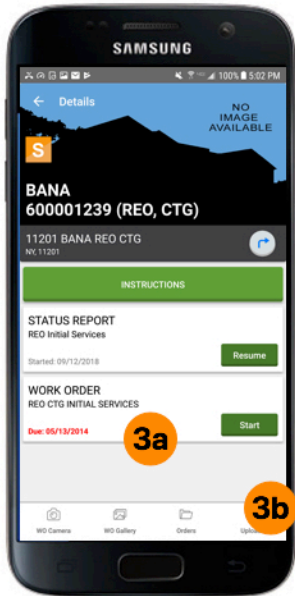 SAMSUNG
100% 5:02 PM
Details
NO
IMAGE
AVAILABLE
S
BANA
600001239 (REO, CTG)
11201 BANA REO CTG
NY, 11201
INSTRUCTIONS
STATUS REPORT
REO Initial Services
Started: 09/12/2018
Resume
WORK ORDER
REO CTG INITIAL SERVICES
Due: 05/13/2014
Start
3a
3b
WO Camera
WO Gallery
Orders